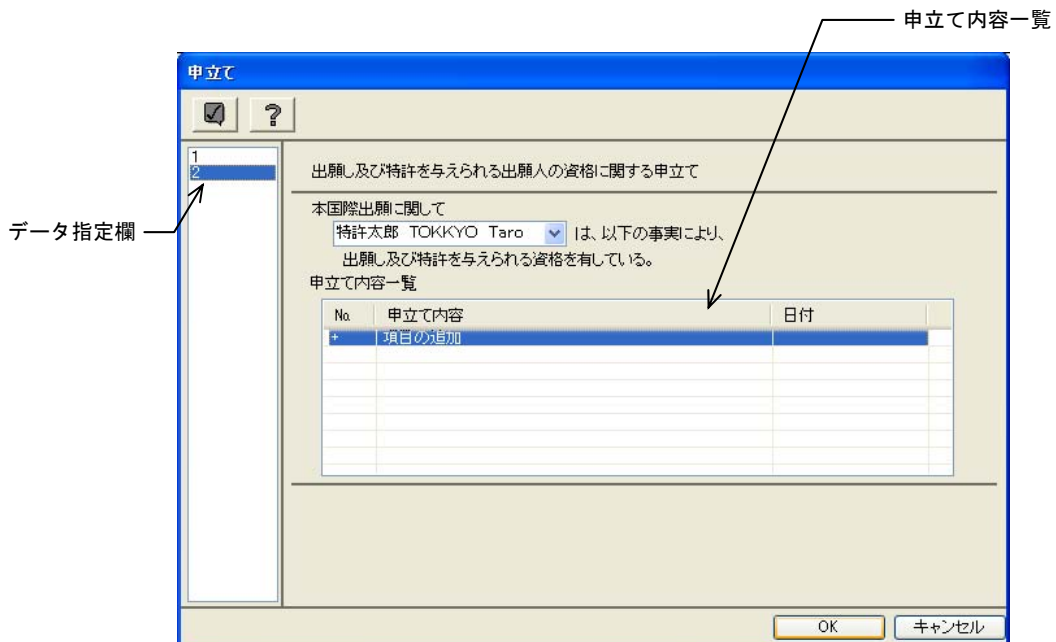 申立て内容一覧
申立て
?
1
2
データ指定欄
出願し及び特許を与えられる出願人の資格に関する申立て
本国際出願に関して
特許太郎 TOKKYO Taro は、以下の事実により、
出願し及び特許を与えられる資格を有している。
申立て内容一覧
No. 申立て内容 日付
+ 項目の追加
OK キャンセル